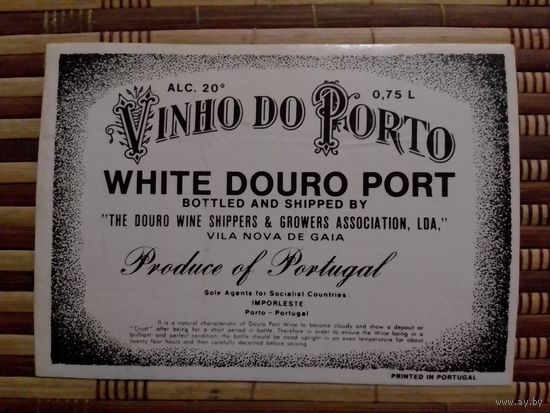 ALC. 20° 0,75 L
VINHO DO PORTO
WHITE DOURO PORT
BOTTLED AND SHIPPED BY
"THE DOURO WINE SHIPPERS & GROWERS ASSOCIATION, LDA,"
VILA NOVA DE GAIA
Produce of Portugal
Sole Agents for Socialist Countries:
IMPORLESTE
Porto - Portugal
It is a natural characteristic of Douro Port Wine to become cloudy and show a deposit or
"Crust" after being for a short period in bottle. Therefore in order to ensure the Wine being in a
brilliant and perfect condition, the bottle should be stood upright in an even temperature for about
twenty four hours and then carefully decanted before serving
PRINTED IN PORTUGAL
www.ay.by